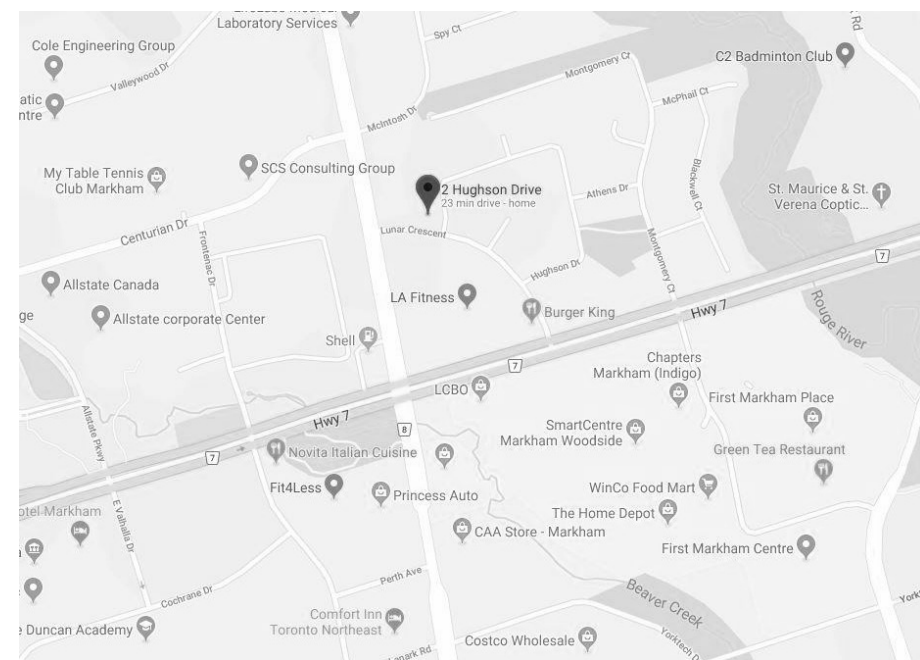 Laboratory Services
Spy Ct
Rd
Cole Engineering Group
C2 Badminton Club
Valleywood Dr
Montgomery Cr
McPhail Ct
atic
ntre
McIntosh Dr
SCS Consulting Group
My Table Tennis
Club Markham
2 Hughson Drive
23 min drive - home
Athens Dr
Blackwell Ct
St. Maurice & St.
Verena Coptic...
Centurian Dr
Frontenac Dr
Lunar Crescent
Montgomery Ct
7
Hughson Dr
Allstate Canada
LA Fitness
Burger King
Hwy 7
Rouge River
ge
Allstate corporate Center
Shell
7
Chapters
Markham (Indigo)
LCBO
First Markham Place
Allstate Pkwy
Hwy 7
8
SmartCentre
Markham Woodside
7
Novita Italian Cuisine
Green Tea Restaurant
Fit4Less
Princess Auto
WinCo Food Mart
otel Markham
E Valhalla Dr
The Home Depot
CAA Store - Markham
First Markham Centre
Perth Ave
Cochrane Dr
Beaver Creek
Comfort Inn
Toronto Northeast
e Duncan Academy
Costco Wholesale
Yorktech D
anark Rd